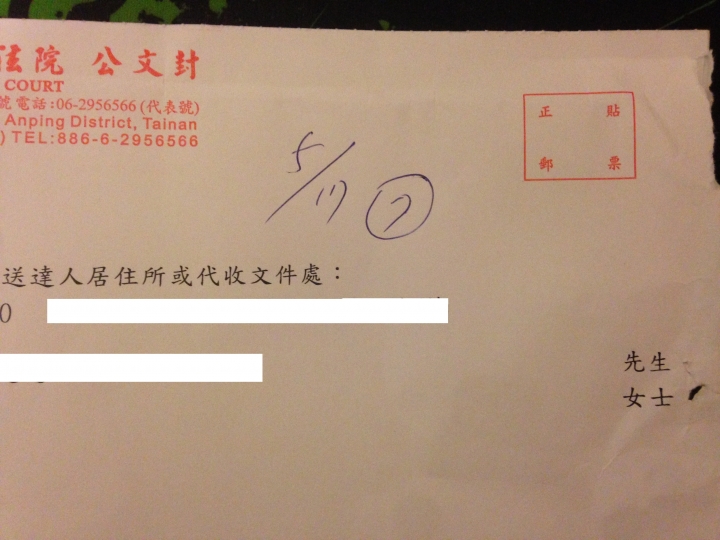 法院 公文封
COURT
號電話:06-2956566(代表號)
Anping District, Tainan
) TEL:886-6-2956566
正 貼
郵 票
5/11
送達人居住所或代收文件處：
0
先生
女士